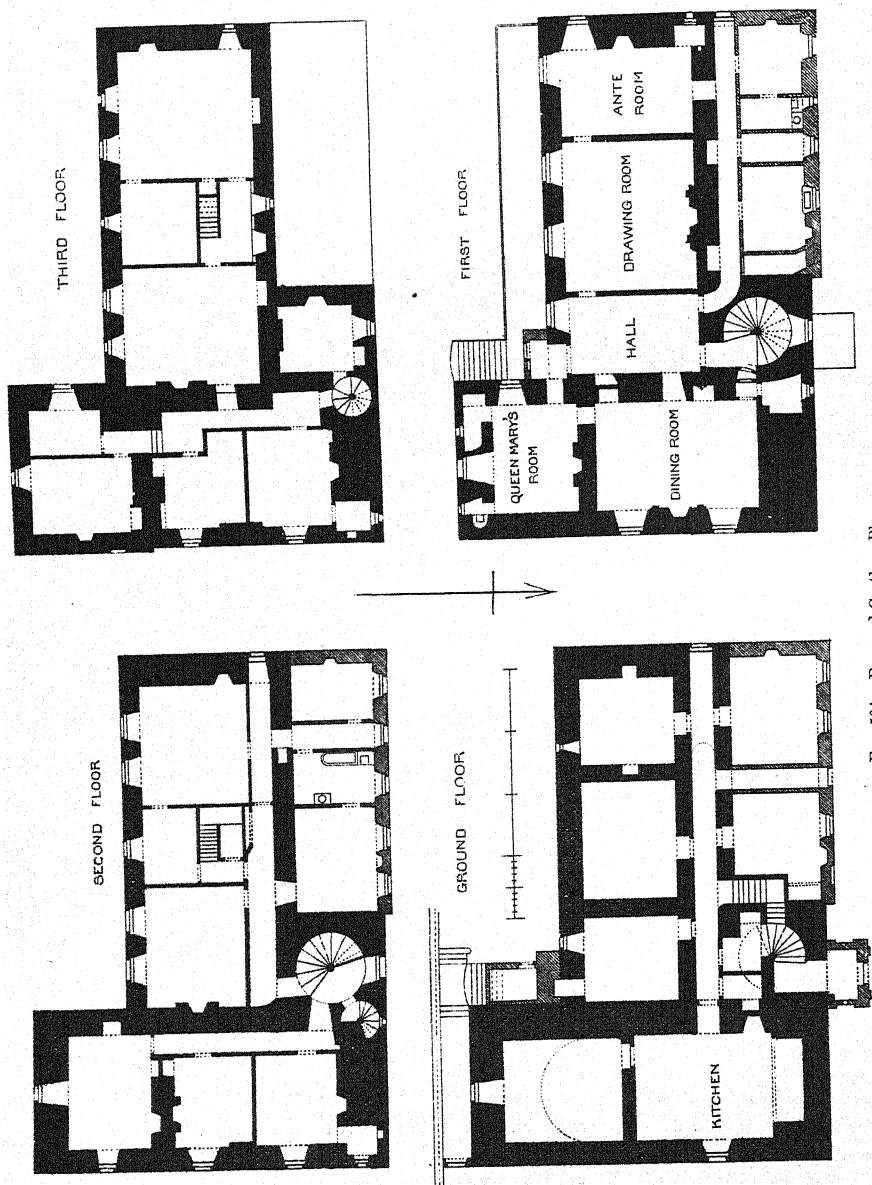 THIRD FLOOR
FIRST FLOOR
QUEEN MARY'S
ROOM
DINING ROOM
HALL
DRAWING ROOM
ANTE
ROOM
SECOND FLOOR
GROUND FLOOR
KITCHEN